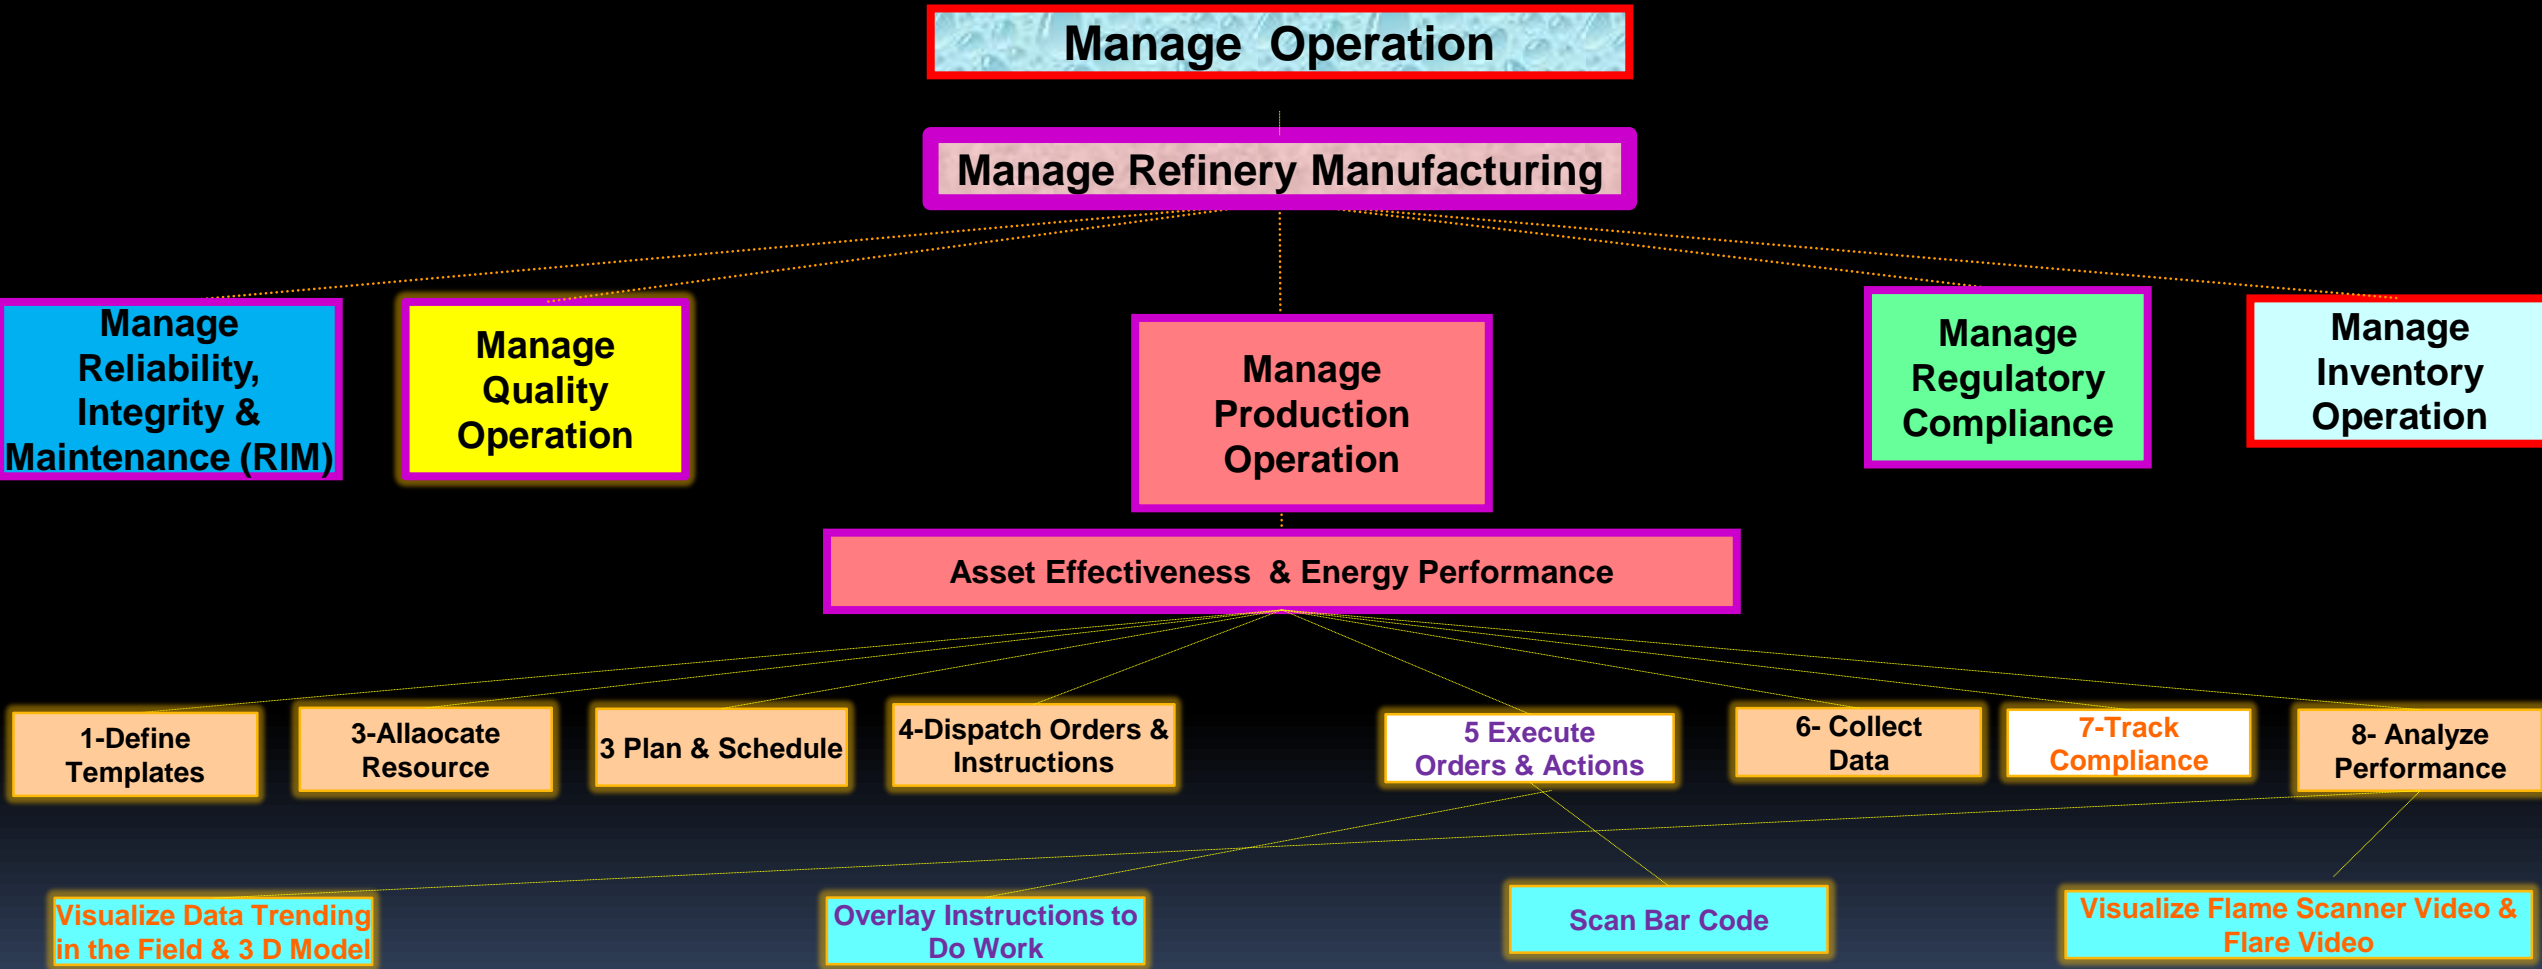 Manage  Operation
Manage Refinery Manufacturing
Manage
Reliability,
Integrity &
Maintenance (RIM)
Manage
Quality
Operation
Manage
Production
Operation
Manage
Regulatory
Compliance
Manage
Inventory
Operation
Asset Effectiveness  & Energy Performance
1-Define
Templates
3-Allaocate
Resource
3 Plan & Schedule
4-Dispatch Orders &
Instructions
5 Execute
Orders & Actions
6- Collect
Data
7-Track
Compliance
8- Analyze
Performance
Visualize Data Trending
in the Field & 3 D Model
Overlay Instructions to
Do Work
Scan Bar Code
Visualize Flame Scanner Video &
Flare Video